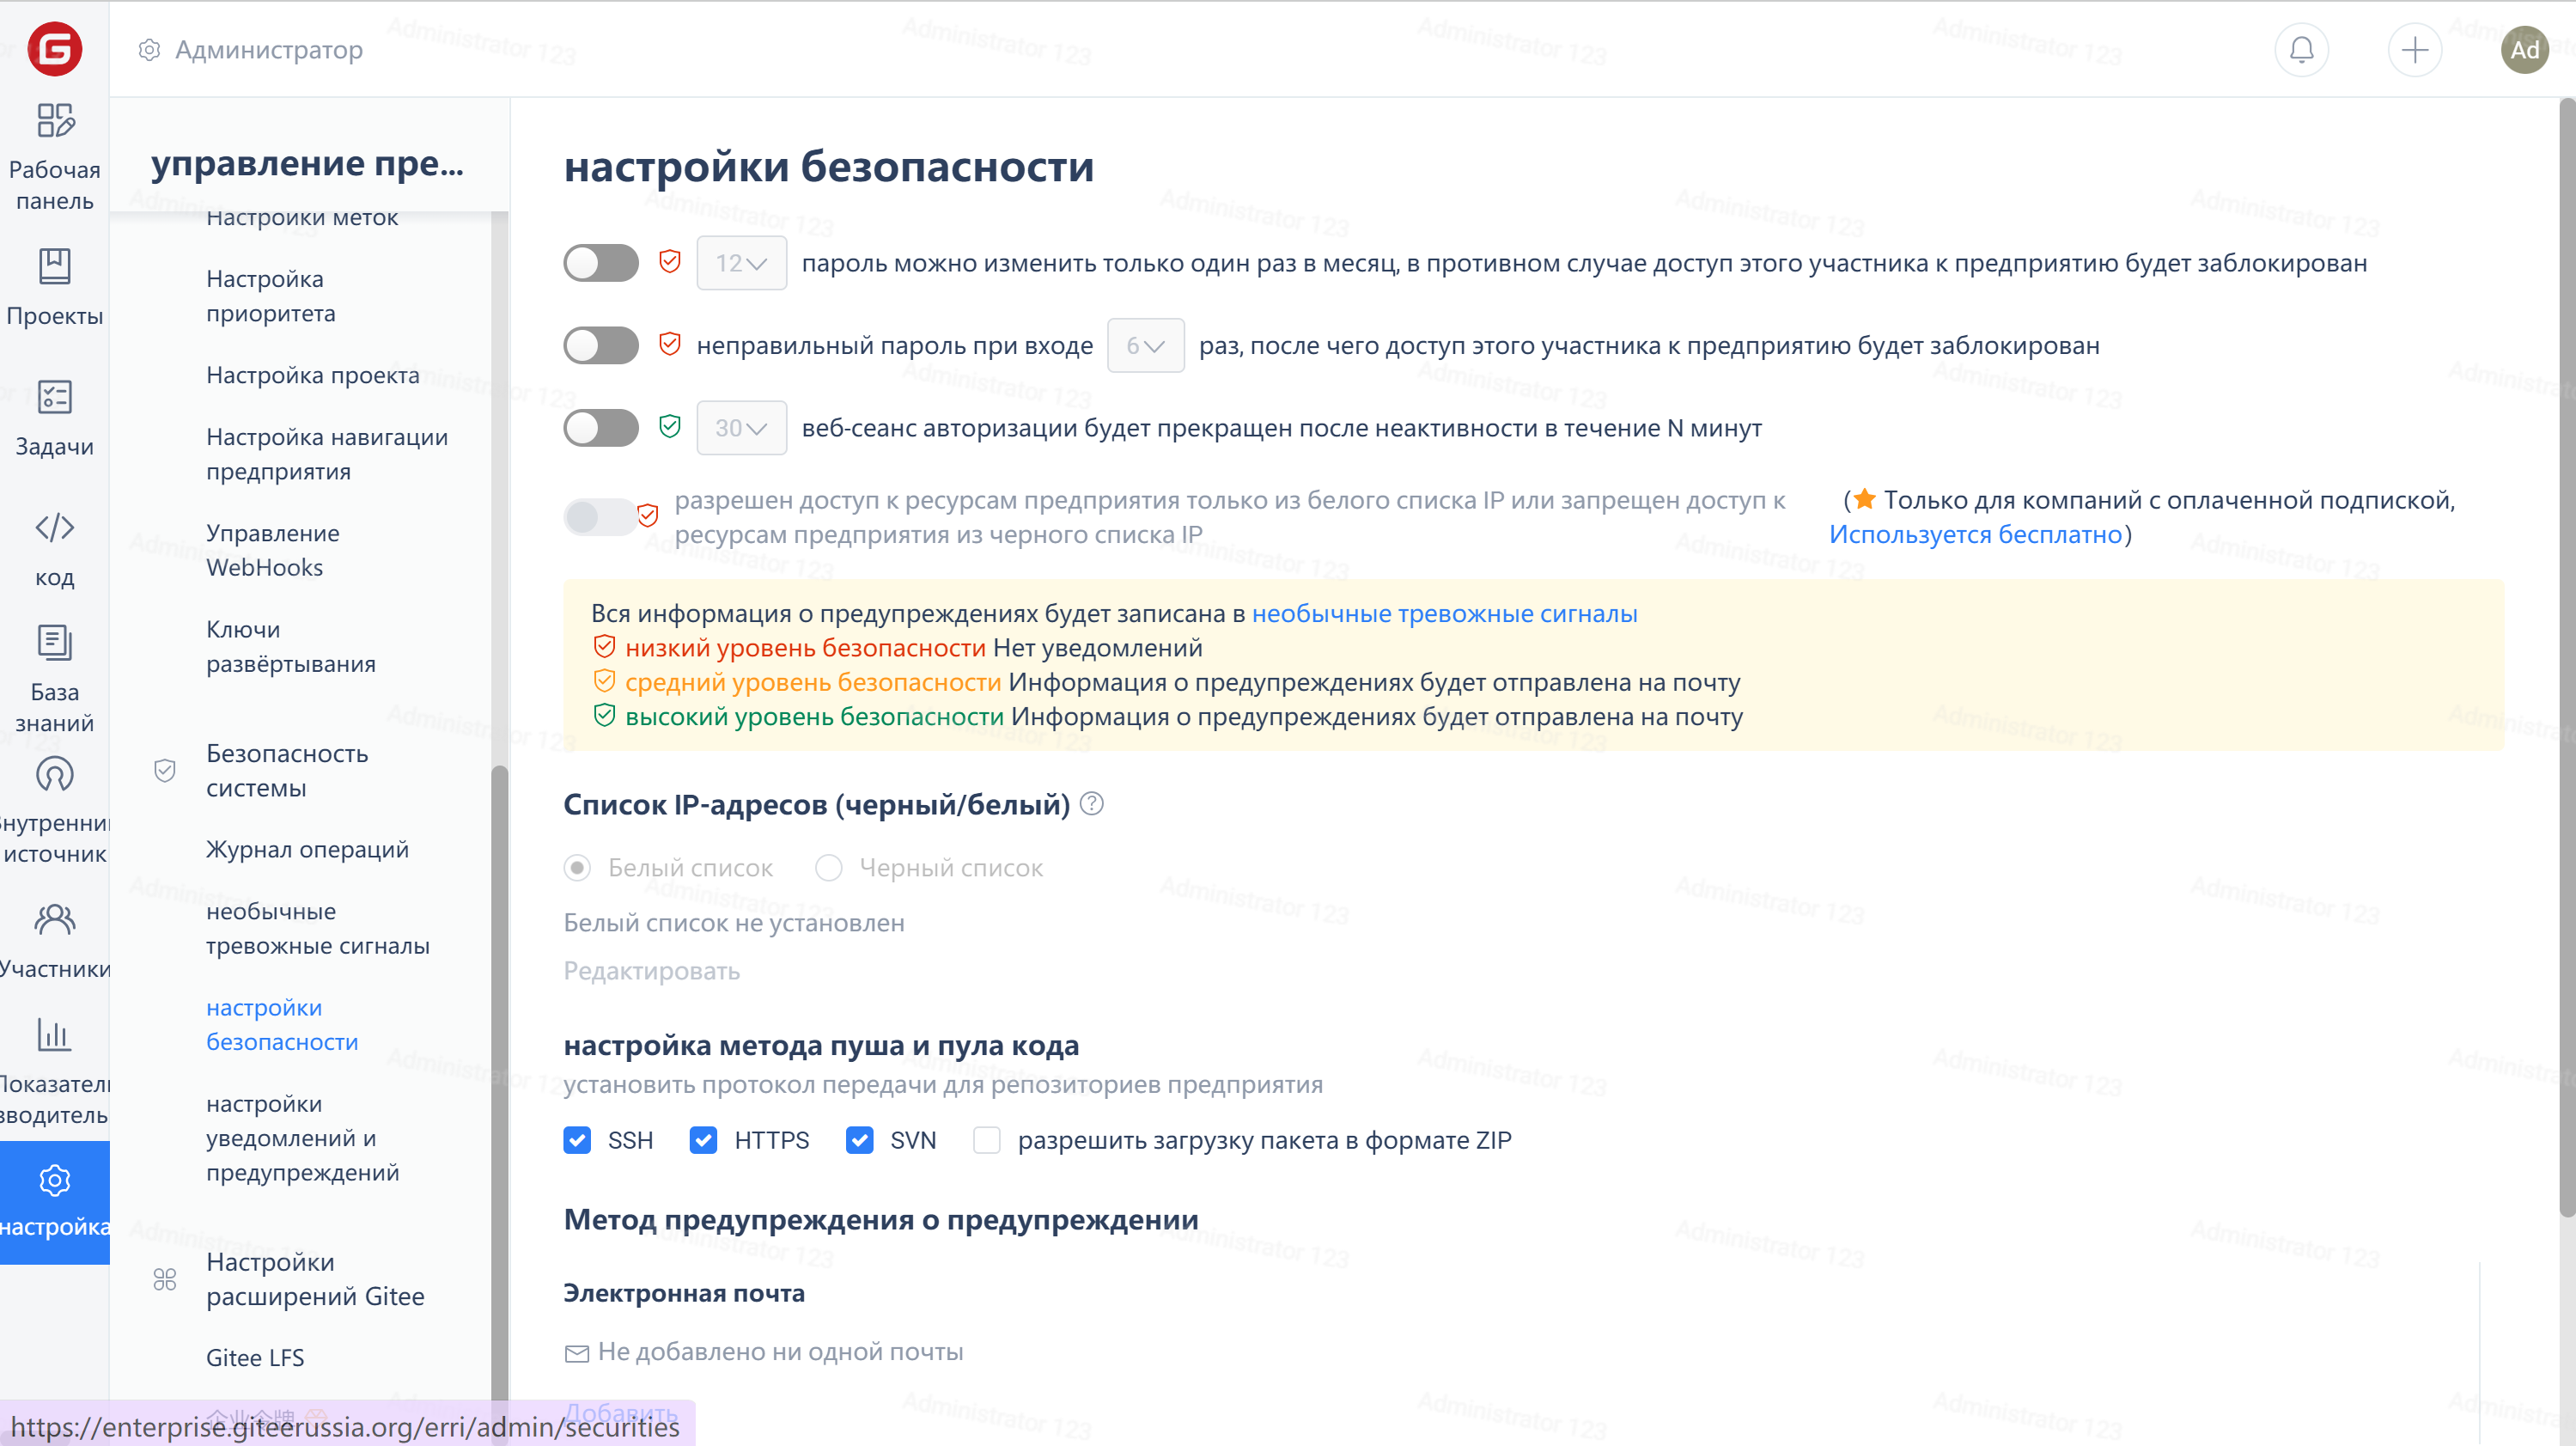 Администратор
Ad
Рабочая
панель
Проекты
Задачи
код
База
знаний
источник
Участники
настройка
управление пре...
Настройки меток
Настройка
приоритета
Настройка проекта
Настройка навигации
предприятия
Управление
WebHooks
Ключи
развёртывания
Безопасность
системы
Журнал операций
необычные
тревожные сигналы
настройки
безопасности
настройки
уведомлений и
предупреждений
Настройки
расширений Gitee
Gitee LFS
企业令牌
https://enterprise.giteerussia.org/erri/admin/securities
настройки безопасности
12 пароль можно изменить только один раз в месяц, в противном случае доступ этого участника к предприятию будет заблокирован
неправильный пароль при входе 6 раз, после чего доступ этого участника к предприятию будет заблокирован
30 веб-сеанс авторизации будет прекращен после неактивности в течение N минут
разрешен доступ к ресурсам предприятия только из белого списка IP или запрещен доступ к
ресурсам предприятия из черного списка IP
(Только для компаний с оплаченной подпиской,
Используется бесплатно)
Вся информация о предупреждениях будет записана в необычные тревожные сигналы
низкий уровень безопасности Нет уведомлений
средний уровень безопасности Информация о предупреждениях будет отправлена на почту
высокий уровень безопасности Информация о предупреждениях будет отправлена на почту
Список IP-адресов (черный/белый) ?
Белый список Черный список
Белый список не установлен
Редактировать
настройка метода пуша и пула кода
установить протокол передачи для репозиториев предприятия
SSH HTTPS SVN разрешить загрузку пакета в формате ZIP
Метод предупреждения о предупреждении
Электронная почта
Не добавлено ни одной почты
Добавить
Administrator 123